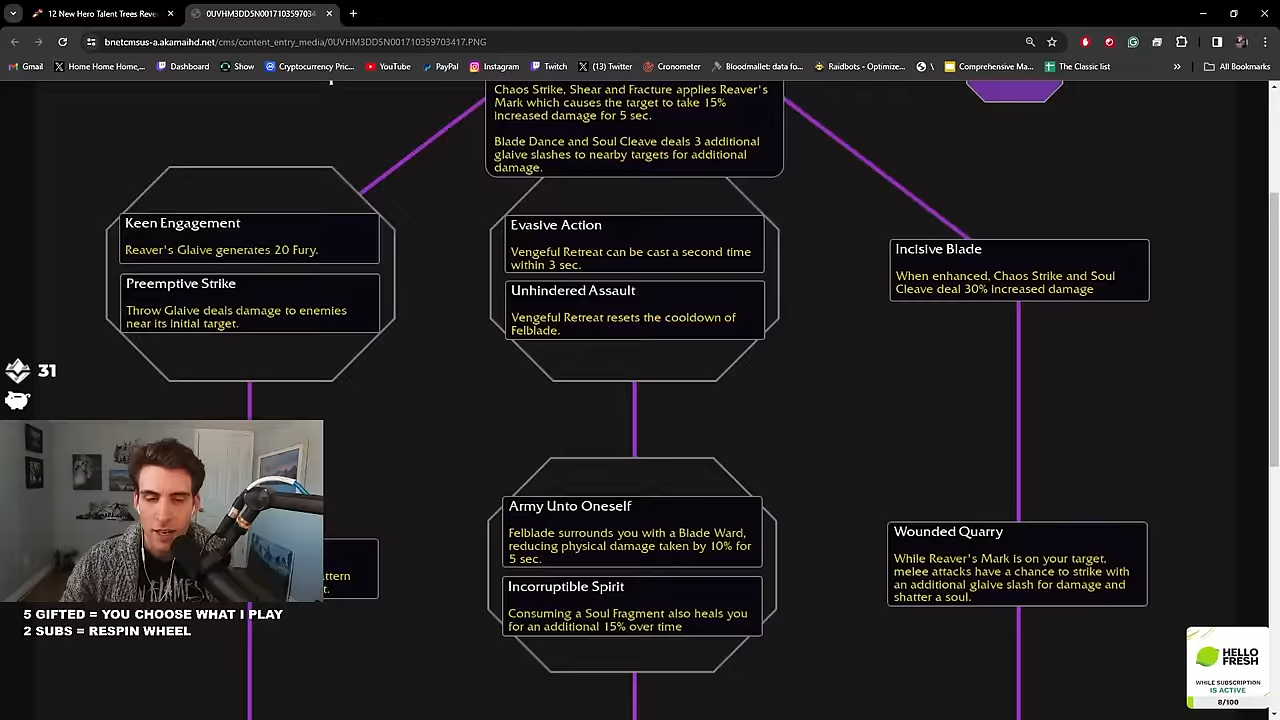 12 New Hero Talent Trees Reve
0UVHM3DD5N0017103597034
bnetcmsus-a.akamaihd.net/cms/content_entry_media/0UVHM3DD5N001710359703417.PNG
Gmail
Home Home Home,...
Dashboard
Show
Cryptocurrency Pric...
YouTube
PayPal
Instagram
Twitch
(13) Twitter
Cronometer
Bloodmallet: data fo...
Raidbots - Optimize...
\
Comprehensive Ma...
The Classic list
»
All Bookmarks
Chaos Strike, Shear and Fracture applies Reaver's
Mark which causes the target to take 15%
increased damage for 5 sec.
Blade Dance and Soul Cleave deals 3 additional
glaive slashes to nearby targets for additional
damage.
Keen Engagement
Reaver's Glaive generates 20 Fury.
Preemptive Strike
Throw Glaive deals damage to enemies
near its initial target.
Evasive Action
Vengeful Retreat can be cast a second time
within 3 sec.
Unhindered Assault
Vengeful Retreat resets the cooldown of
Felblade.
Incisive Blade
When enhanced, Chaos Strike and Soul
Cleave deal 30% increased damage
31
Army Unto Oneself
Felblade surrounds you with a Blade Ward,
reducing physical damage taken by 10% for
5 sec.
Incorruptible Spirit
Consuming a Soul Fragment also heals you
for an additional 15% over time
Wounded Quarry
While Reaver's Mark is on your target,
melee attacks have a chance to strike with
an additional glaive slash for damage and
shatter a soul.
ttern
t.
5 GIFTED = YOU CHOOSE WHAT I PLAY
2 SUBS = RESPIN WHEEL
HELLO
FRESH
WHILE SUBSCRIPTION
IS ACTIVE
8/100